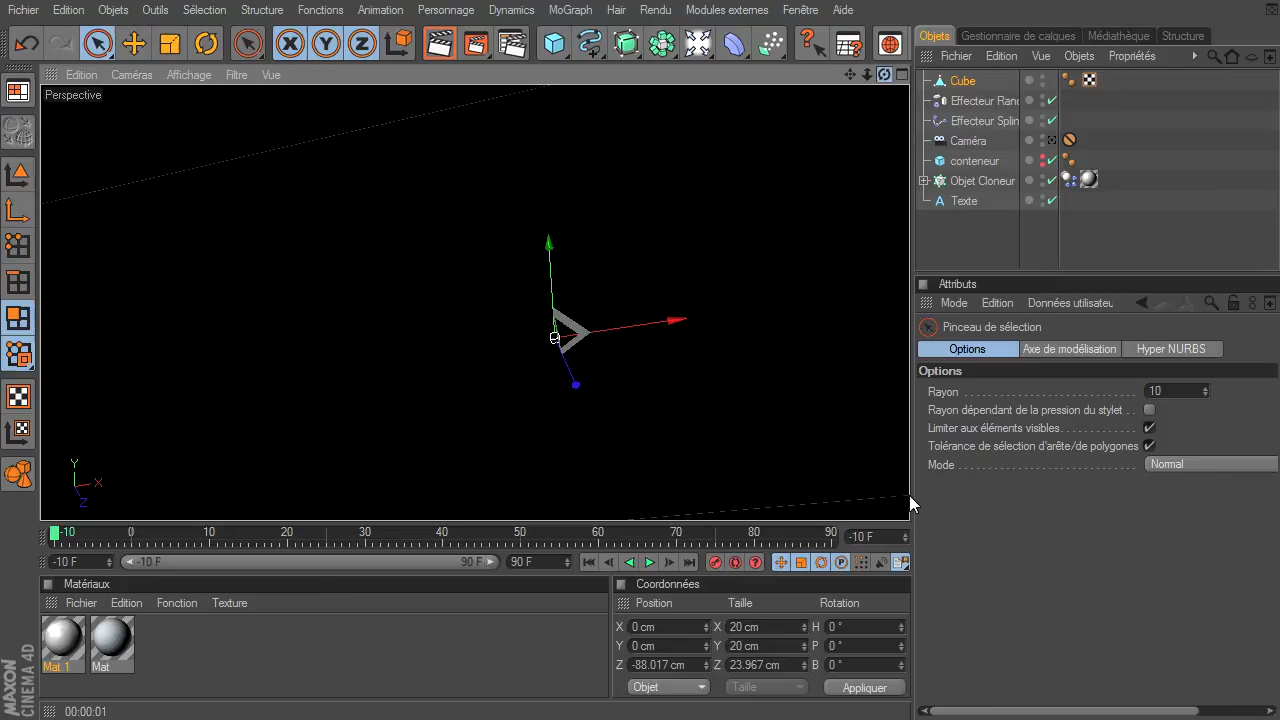 Fichier Edition Objets Outils Sélection Structure Fonctions Animation Personnage Dynamics MoGraph Hair Rendu Modules externes Fenêtre Aide
Objets Gestionnaire de calques Médiathèque Structure
Fichier Edition Vue Objets Propriétés
Edition Caméras Affichage Filtre Vue
Perspective
Cube
Effecteur Rand
Effecteur Splin
Caméra
conteneur
Objet Cloneur
Texte
Attributs
Mode Edition Données utilisateu
Pinceau de sélection
Options Axe de modélisation Hyper NURBS
Options
Rayon 10
Rayon dépendant de la pression du stylet
Limiter aux éléments visibles
Tolérance de sélection d'arête/de polygones
Mode Normal
Y
X
Z
-10 0 10 20 30 40 50 60 70 80 90 -10 F
-10 F -10 F 90 F 90 F
Matériaux
Fichier Edition Fonction Texture
Mat.1 Mat
Coordonnées
Position Taille Rotation
X 0 cm X 20 cm H 0 °
Y 0 cm Y 20 cm P 0 °
Z -88.017 cm Z 23.967 cm B 0 °
Objet Taille Appliquer
MAXON CINEMA 4D
00:00:01